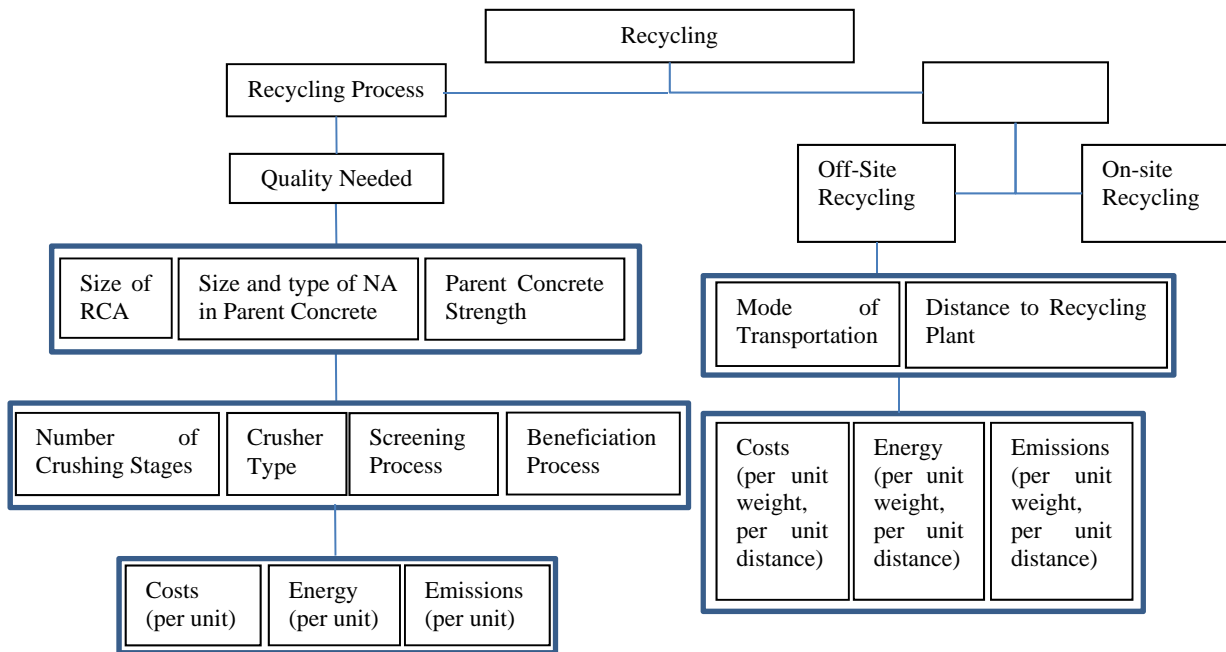 Recycling
Recycling Process
Quality Needed
Off-Site
Recycling
On-site
Recycling
Size of
RCA
Size and type of NA
in Parent Concrete
Parent Concrete
Strength
Mode of
Transportation
Distance to Recycling
Plant
Number of
Crushing Stages
Crusher
Type
Screening
Process
Beneficiation
Process
Costs
(per unit
weight,
per unit
distance)
Energy
(per unit
weight,
per unit
distance)
Emissions
(per unit
weight,
per unit
distance)
Costs
(per unit)
Energy
(per unit)
Emissions
(per unit)